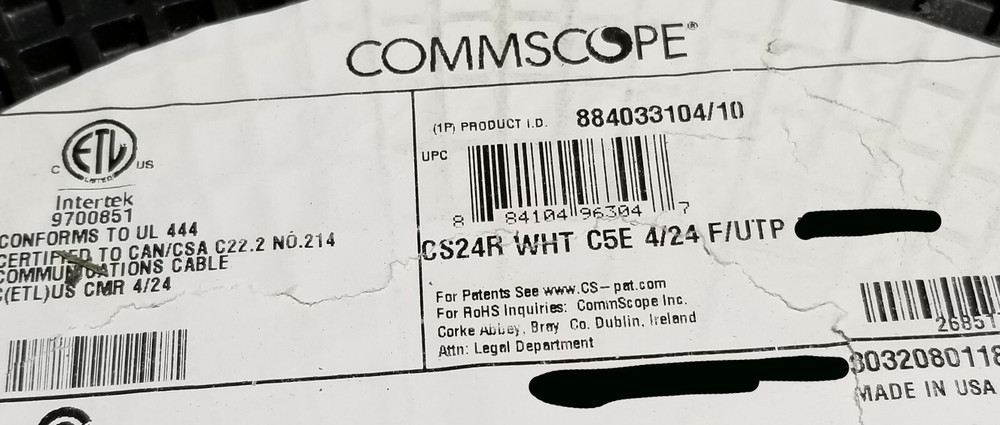 COMMSCOPE®
ETL
C US
LISTED
Intertek
9700851
CONFORMS TO UL 444
CERTIFIED TO CAN/CSA C22.2 NO.214
COMMUNICATIONS CABLE
C(ETL)US CMR 4/24
(1P) PRODUCT I.D. 884033104/10
UPC
8 84104 96304 7
CS24R WHT C5E 4/24 F/UTP
For Patents See www.CS-pat.com
For RoHS Inquiries: CommScope Inc.
Corke Abbey, Bray Co. Dublin, Ireland
Attn: Legal Department
26851
3032080118
MADE IN USA